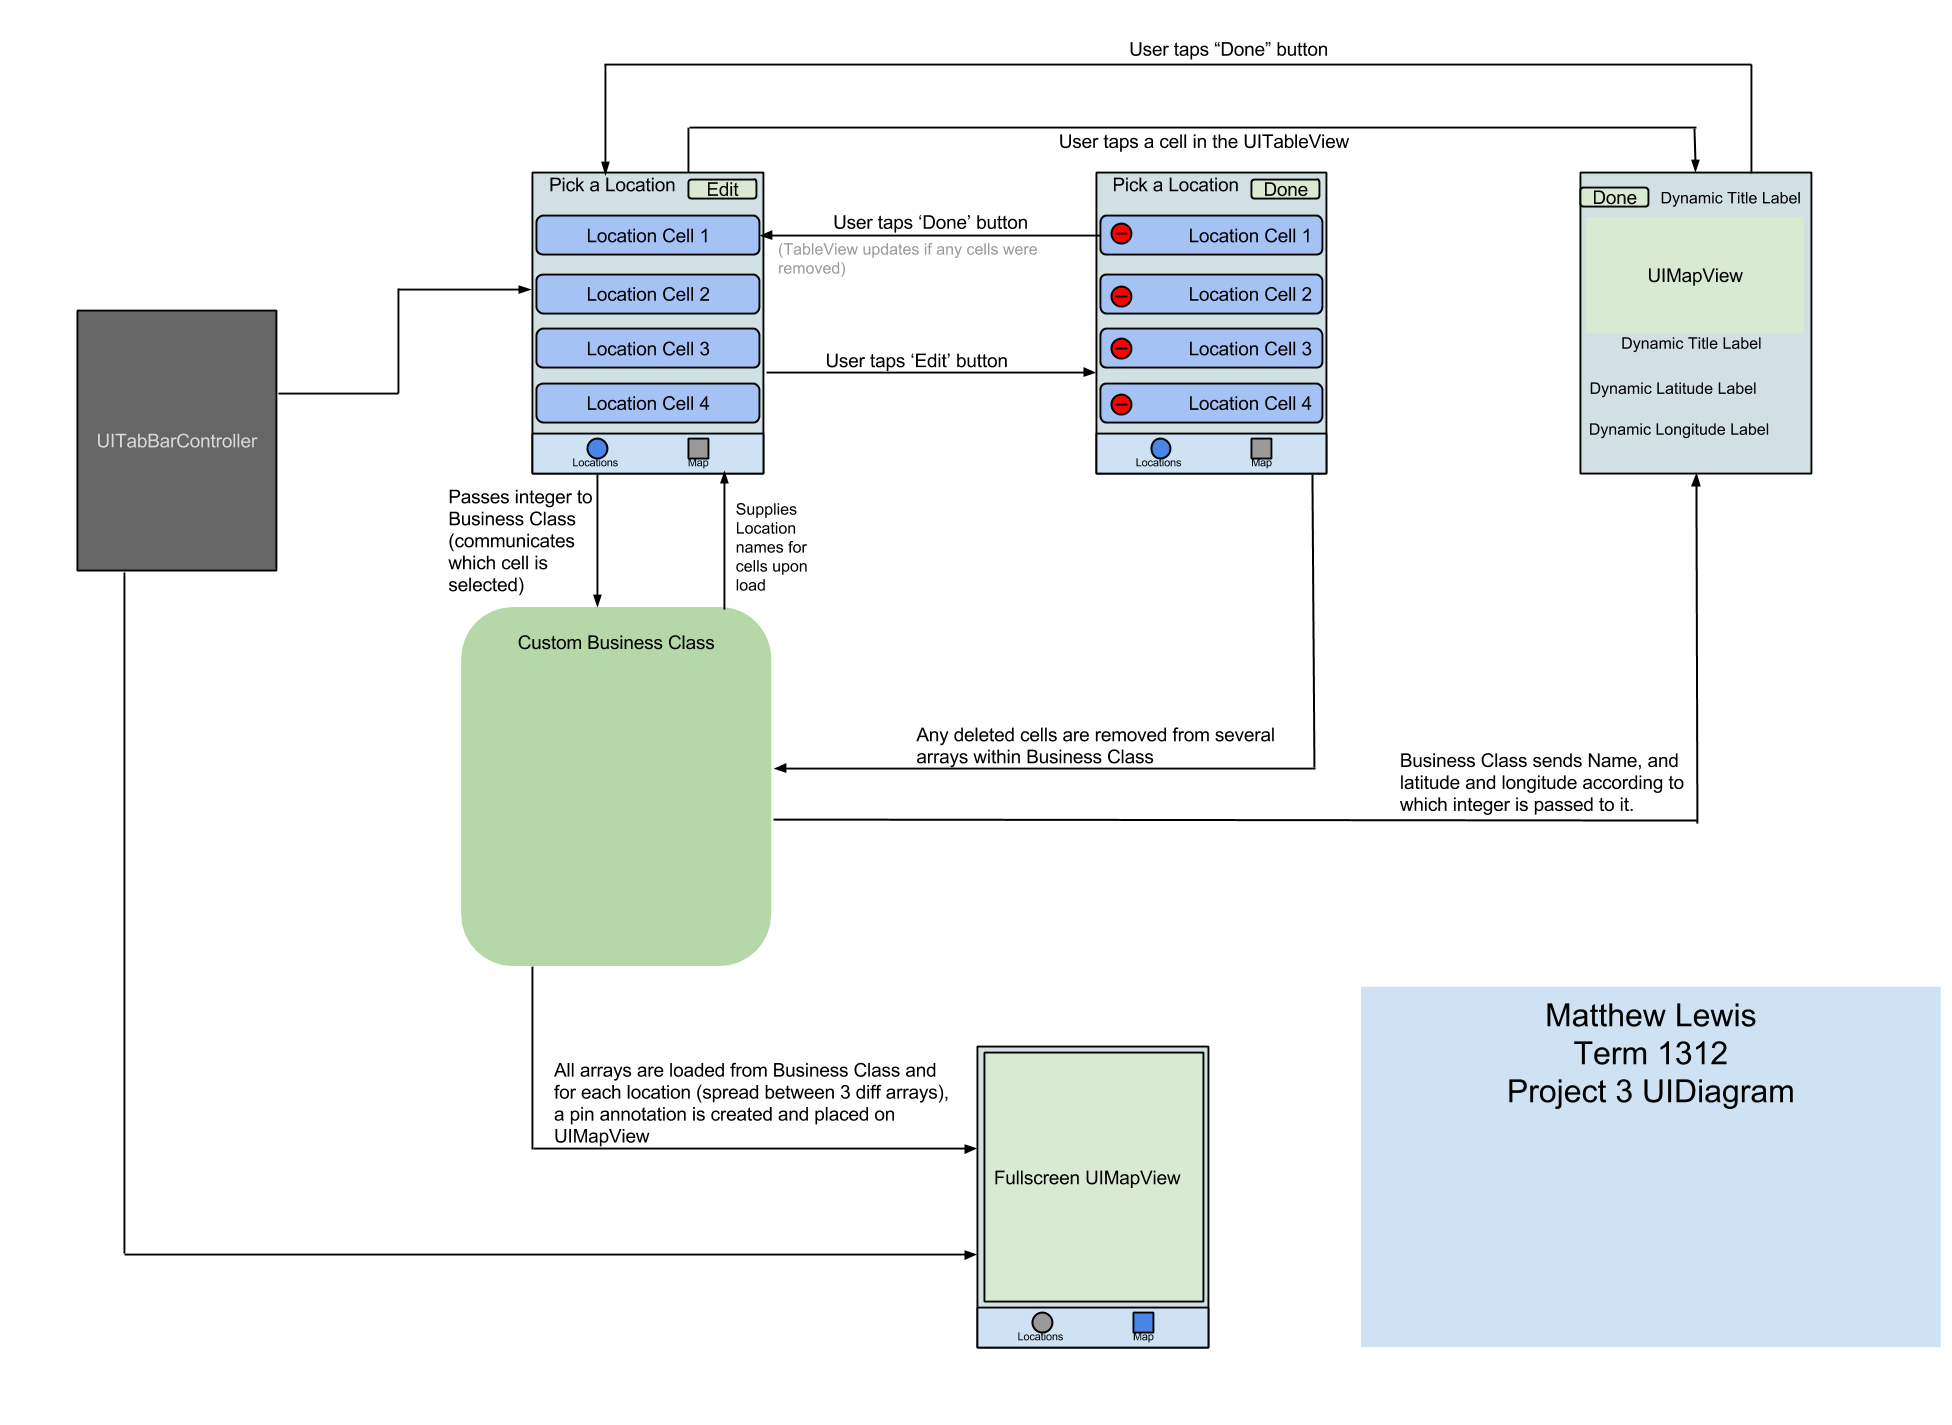 User taps “Done” button
User taps a cell in the UITableView
Pick a Location
Edit
Location Cell 1
Location Cell 2
Location Cell 3
Location Cell 4
Locations
Map
User taps ‘Done’ button
(TableView updates if any cells were
removed)
User taps ‘Edit’ button
Pick a Location
Done
Location Cell 1
Location Cell 2
Location Cell 3
Location Cell 4
Locations
Map
Done
Dynamic Title Label
UIMapView
Dynamic Title Label
Dynamic Latitude Label
Dynamic Longitude Label
UITabBarController
Passes integer to
Business Class
(communicates
which cell is
selected)
Supplies
Location
names for
cells upon
load
Custom Business Class
Any deleted cells are removed from several
arrays within Business Class
Business Class sends Name, and
latitude and longitude according to
which integer is passed to it.
All arrays are loaded from Business Class and
for each location (spread between 3 diff arrays),
a pin annotation is created and placed on
UIMapView
Fullscreen UIMapView
Locations
Map
Matthew Lewis
Term 1312
Project 3 UIDiagram